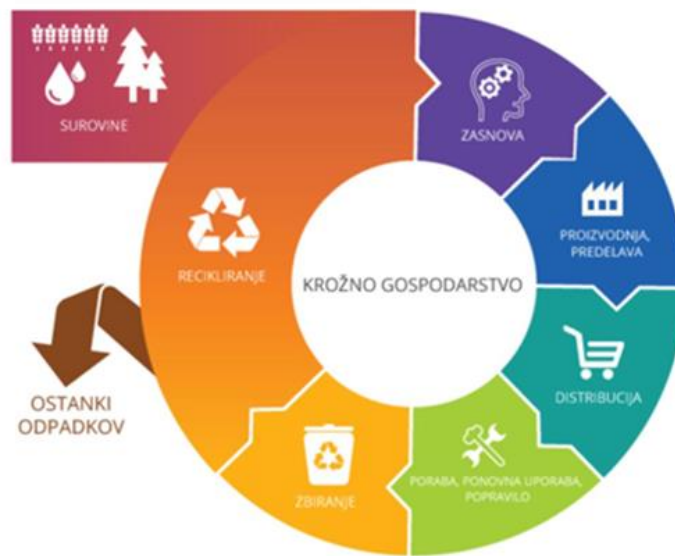 SUROVINE
ZASNOVA
PROIZVODNJA,
PREDELAVA
DISTRIBUCIJA
PORABA, PONOVNA UPORABA,
POPRAVILO
ZBIRANJE
RECIKLIRANJE
OSTANKI
ODPADKOV
KROŽNO GOSPODARSTVO